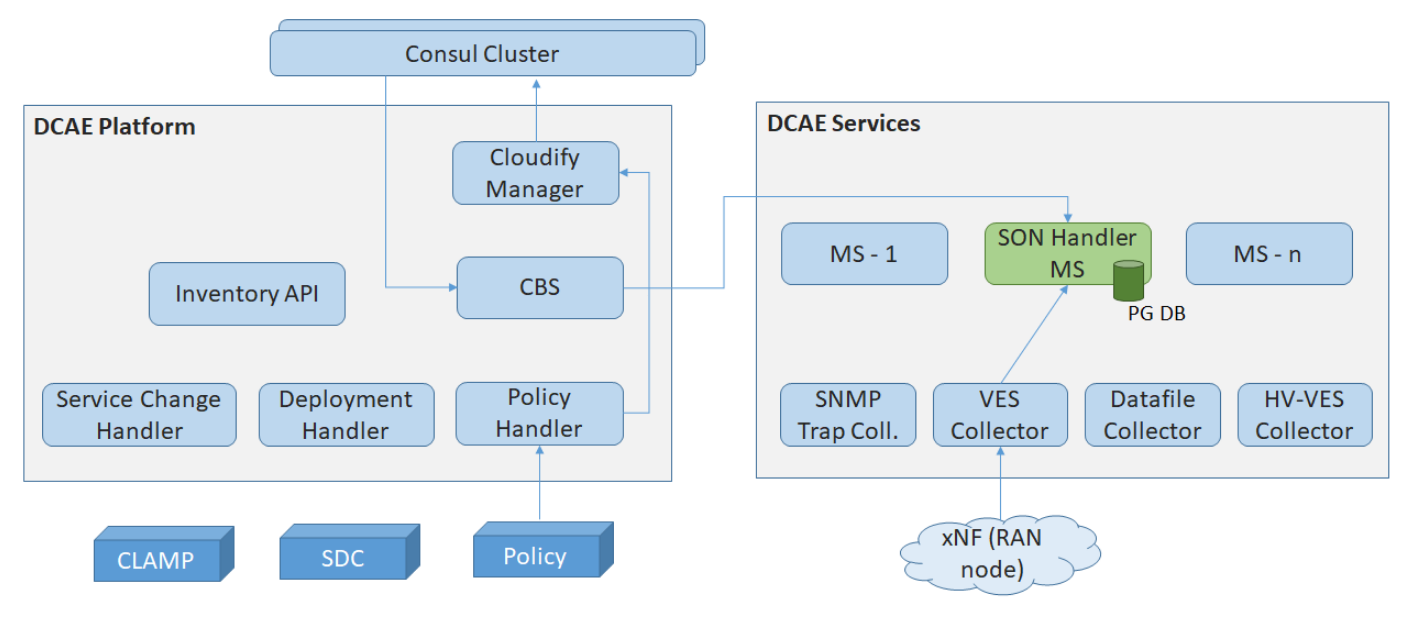 Consul Cluster
DCAE Platform
Cloudify
Manager
Inventory API
CBS
Service Change
Handler
Deployment
Handler
Policy
Handler
CLAMP
SDC
Policy
DCAE Services
MS - 1
SON Handler
MS
PG DB
MS - n
SNMP
Trap Coll.
VES
Collector
Datafile
Collector
HV-VES
Collector
xNF (RAN
node)